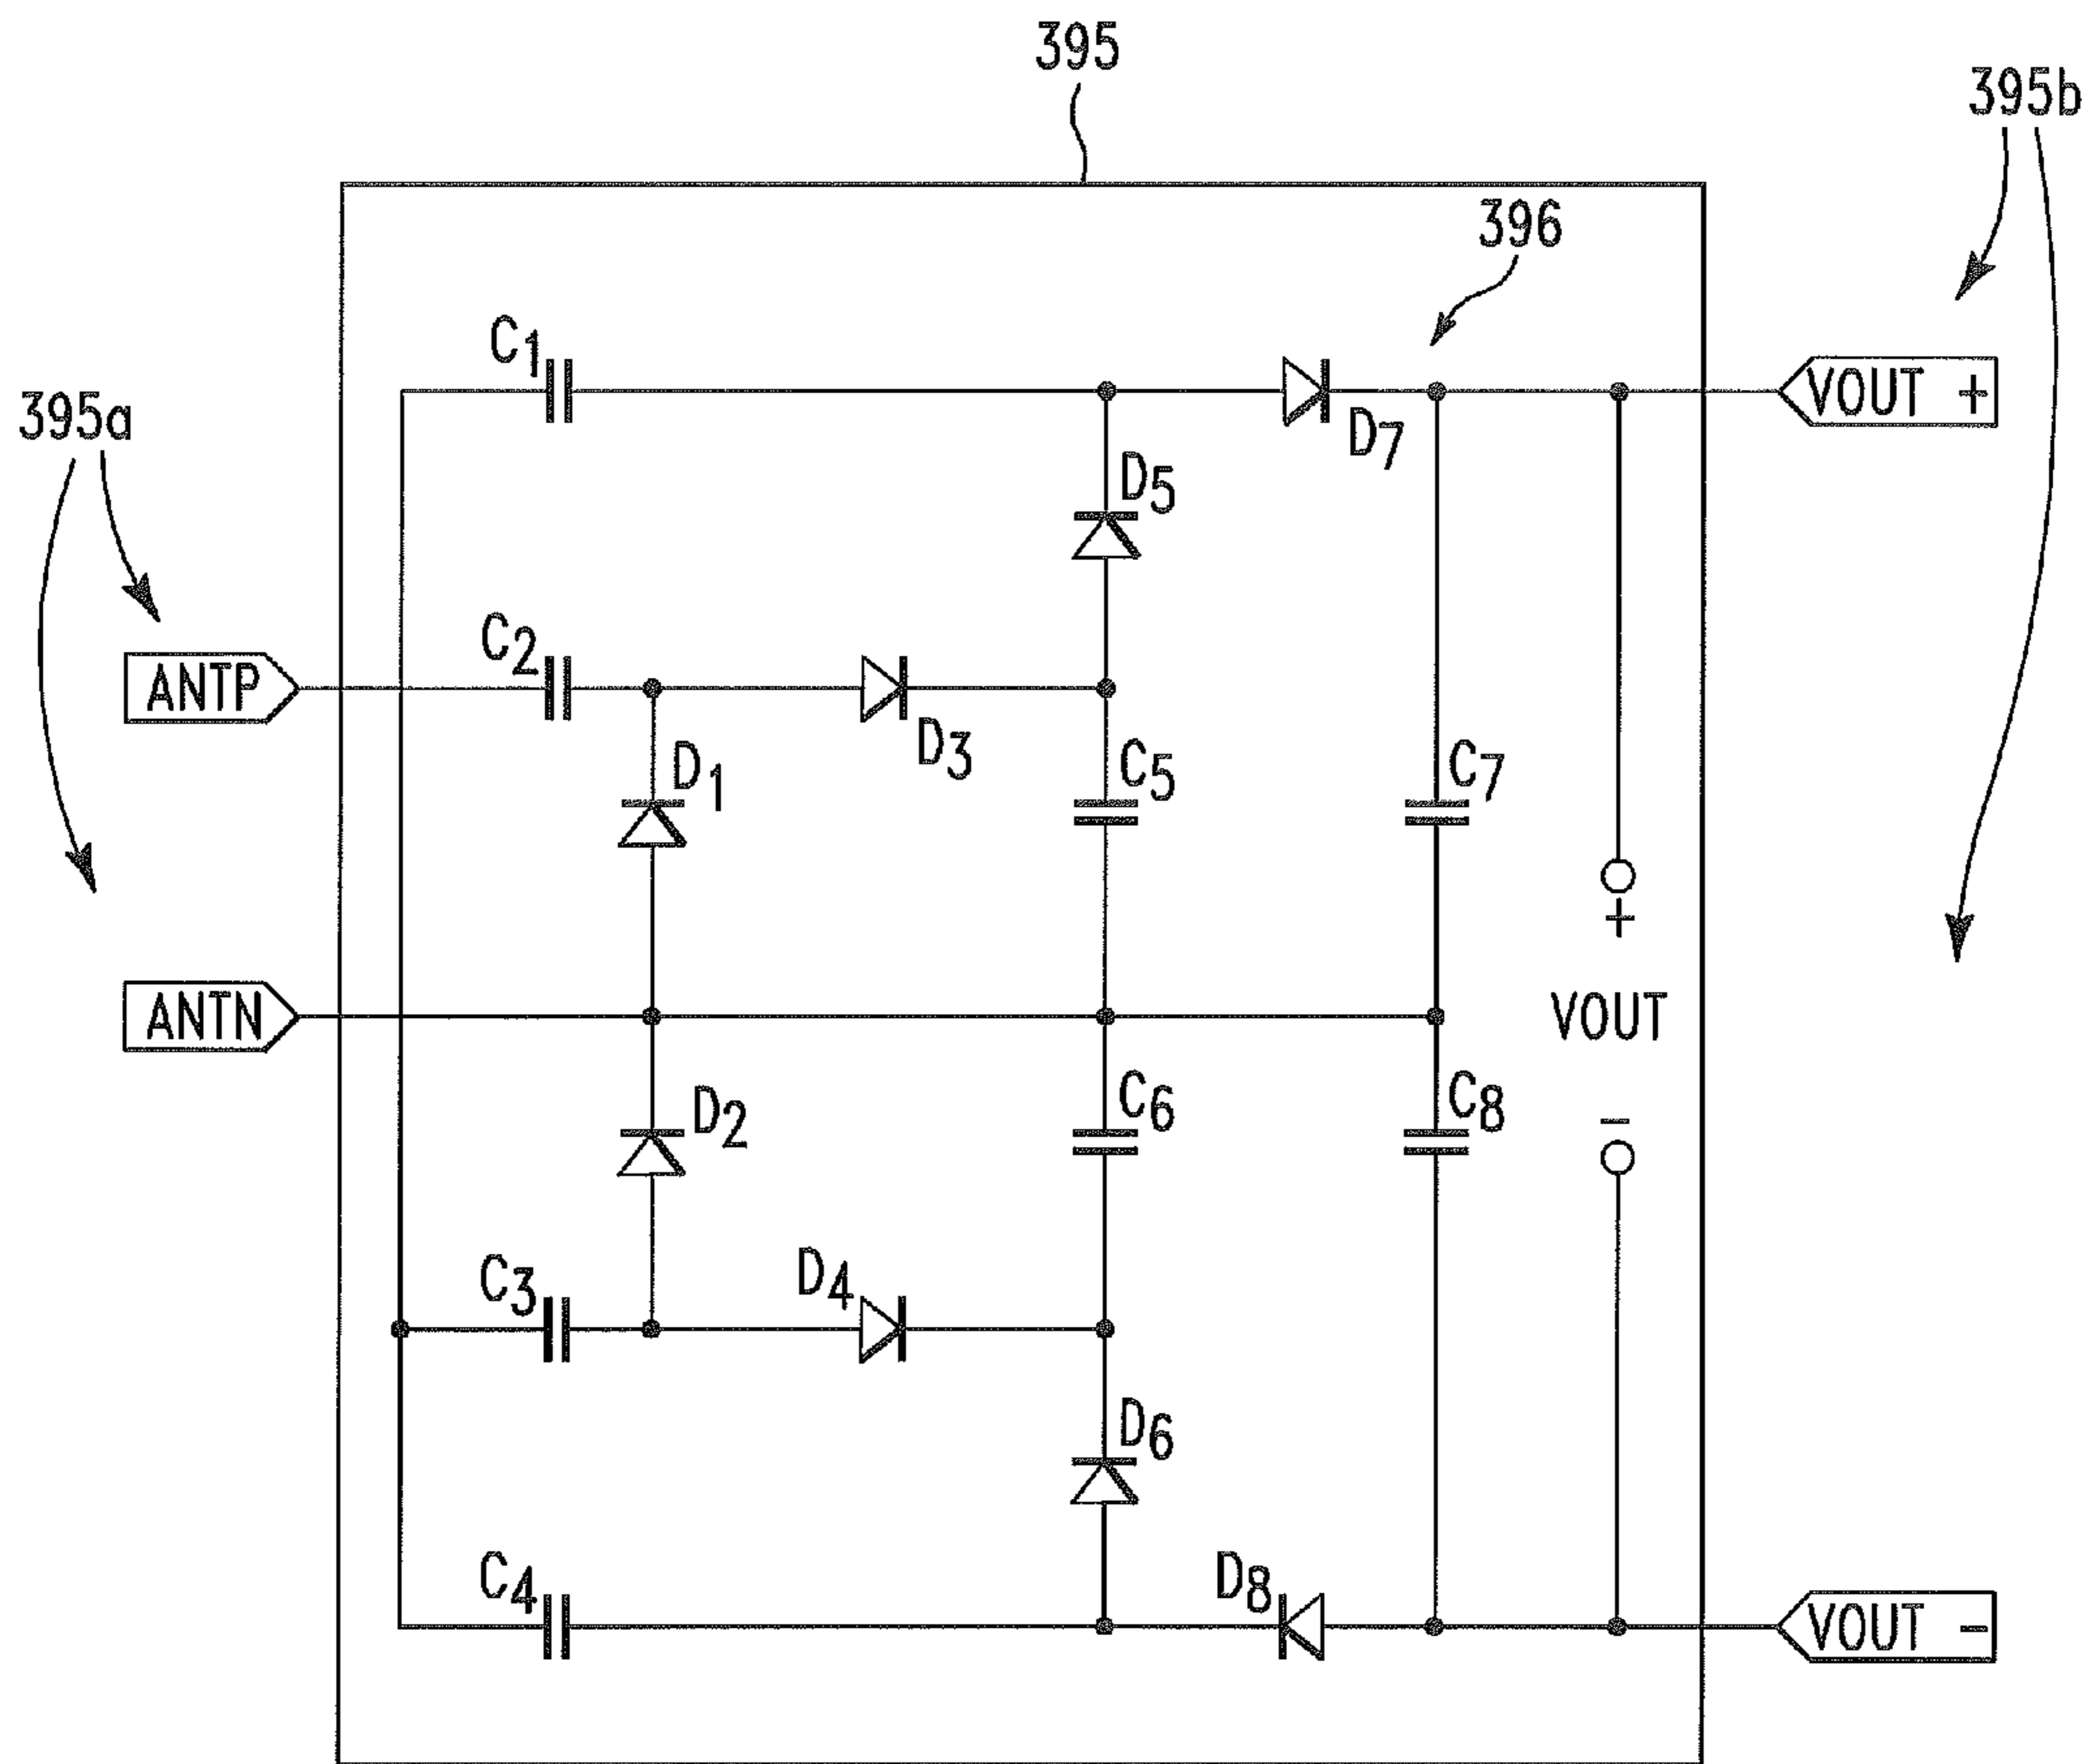 395
395b
396
C1
D7
VOUT +
395a
D5
C2
ANTP
D3
D1
C5
C7
+
ANTN
VOUT
D2
C6
C8
-
C3
D4
D6
C4
D8
VOUT -